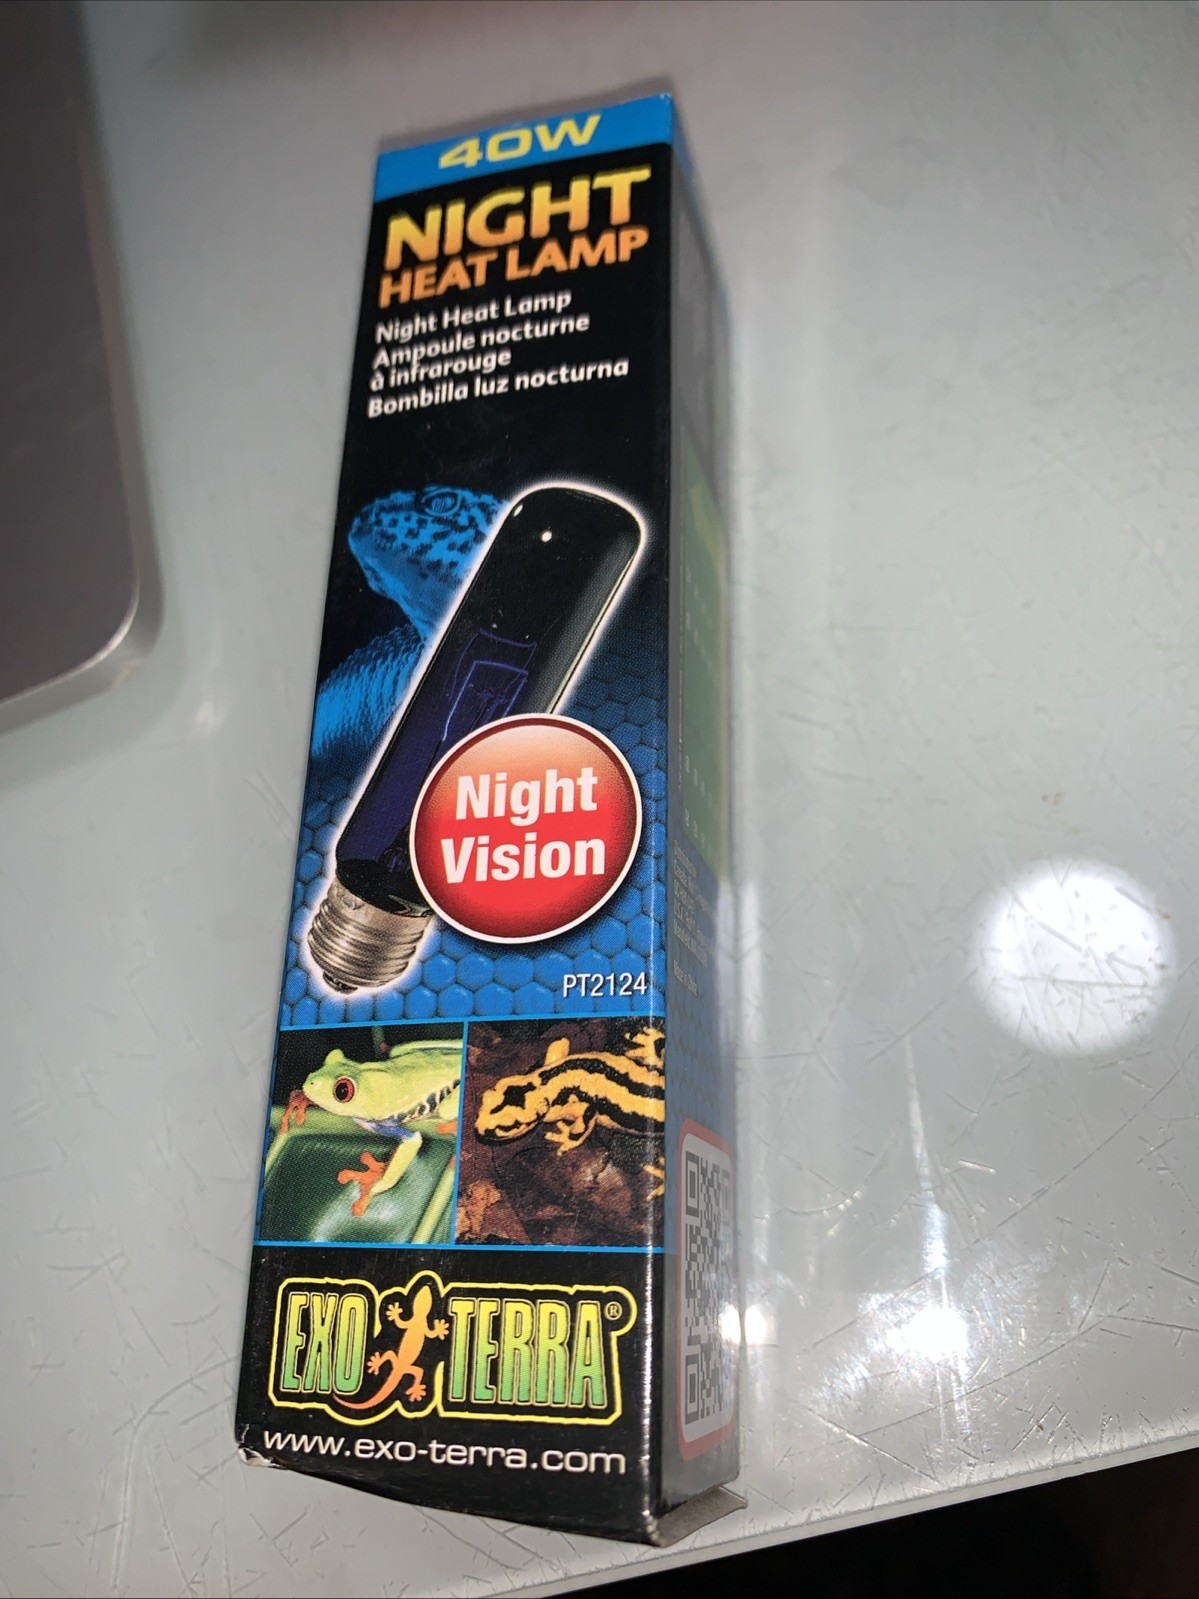 40W
NIGHT
HEAT LAMP
Night Heat Lamp
Ampoule nocturne
à infrarouge
Bombilla luz nocturna
Night
Vision
PT2124
EXO TERRA®
www.exo-terra.com